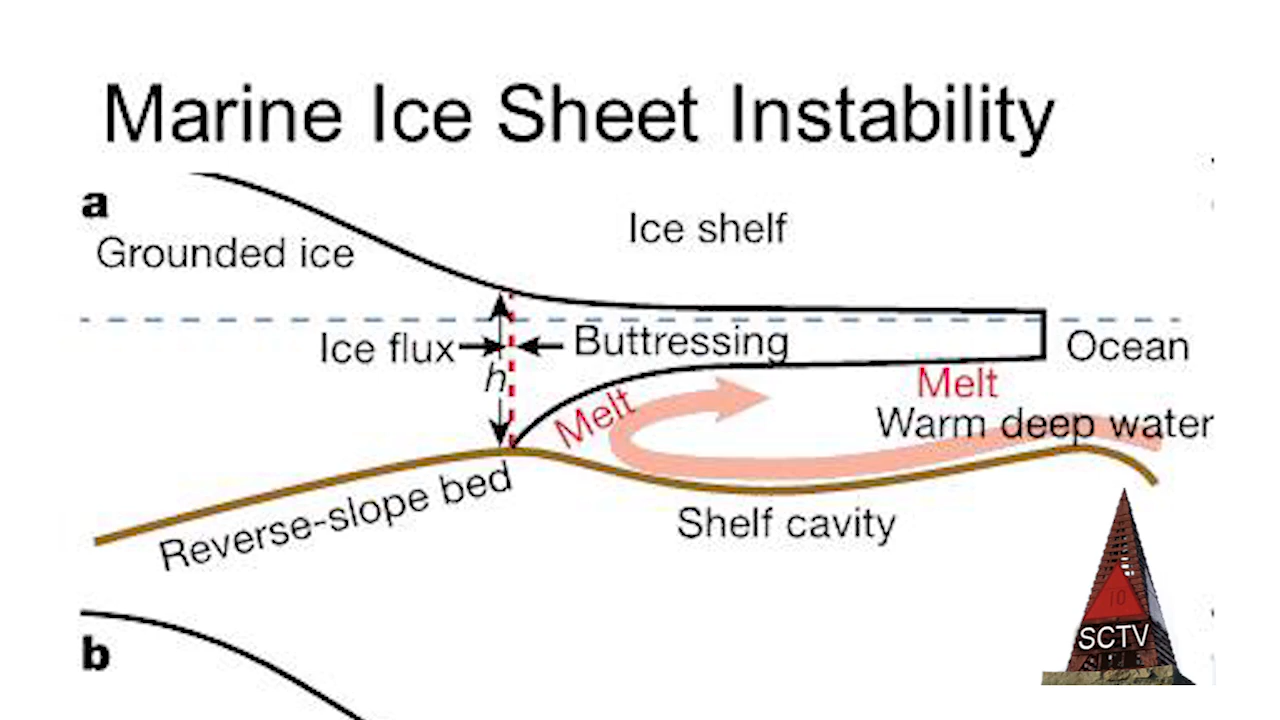 Marine Ice Sheet Instability
a
Grounded ice
Ice shelf
Ice flux
Buttressing
Ocean
h
Melt
Melt
Warm deep water
Reverse-slope bed
Shelf cavity
10
SCTV
b